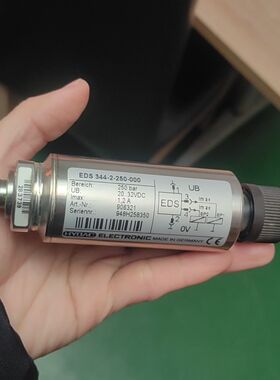 EDS 344-2-250-000
Bereich: 250 bar
UB: 20..32VDC
Imax.: 1,2 A
Art.-Nr.: 906321
Seriennr.: 948H258350
UB
EDS
0V
HYDAC ELECTRONIC MADE IN GERMANY